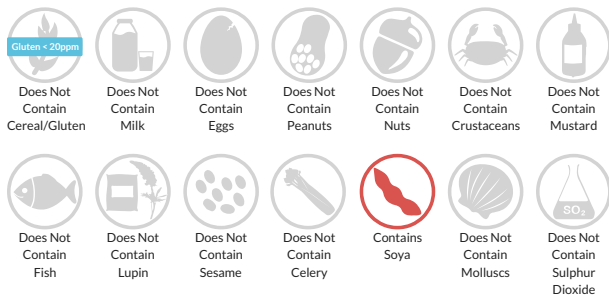 Gluten < 20ppm
Does Not
Contain
Cereal/Gluten
Does Not
Contain
Milk
Does Not
Contain
Eggs
Does Not
Contain
Peanuts
Does Not
Contain
Nuts
Does Not
Contain
Crustaceans
Does Not
Contain
Mustard
Does Not
Contain
Fish
Does Not
Contain
Lupin
Does Not
Contain
Sesame
Does Not
Contain
Celery
Contains
Soya
Does Not
Contain
Molluscs
SO₂
Does Not
Contain
Sulphur
Dioxide